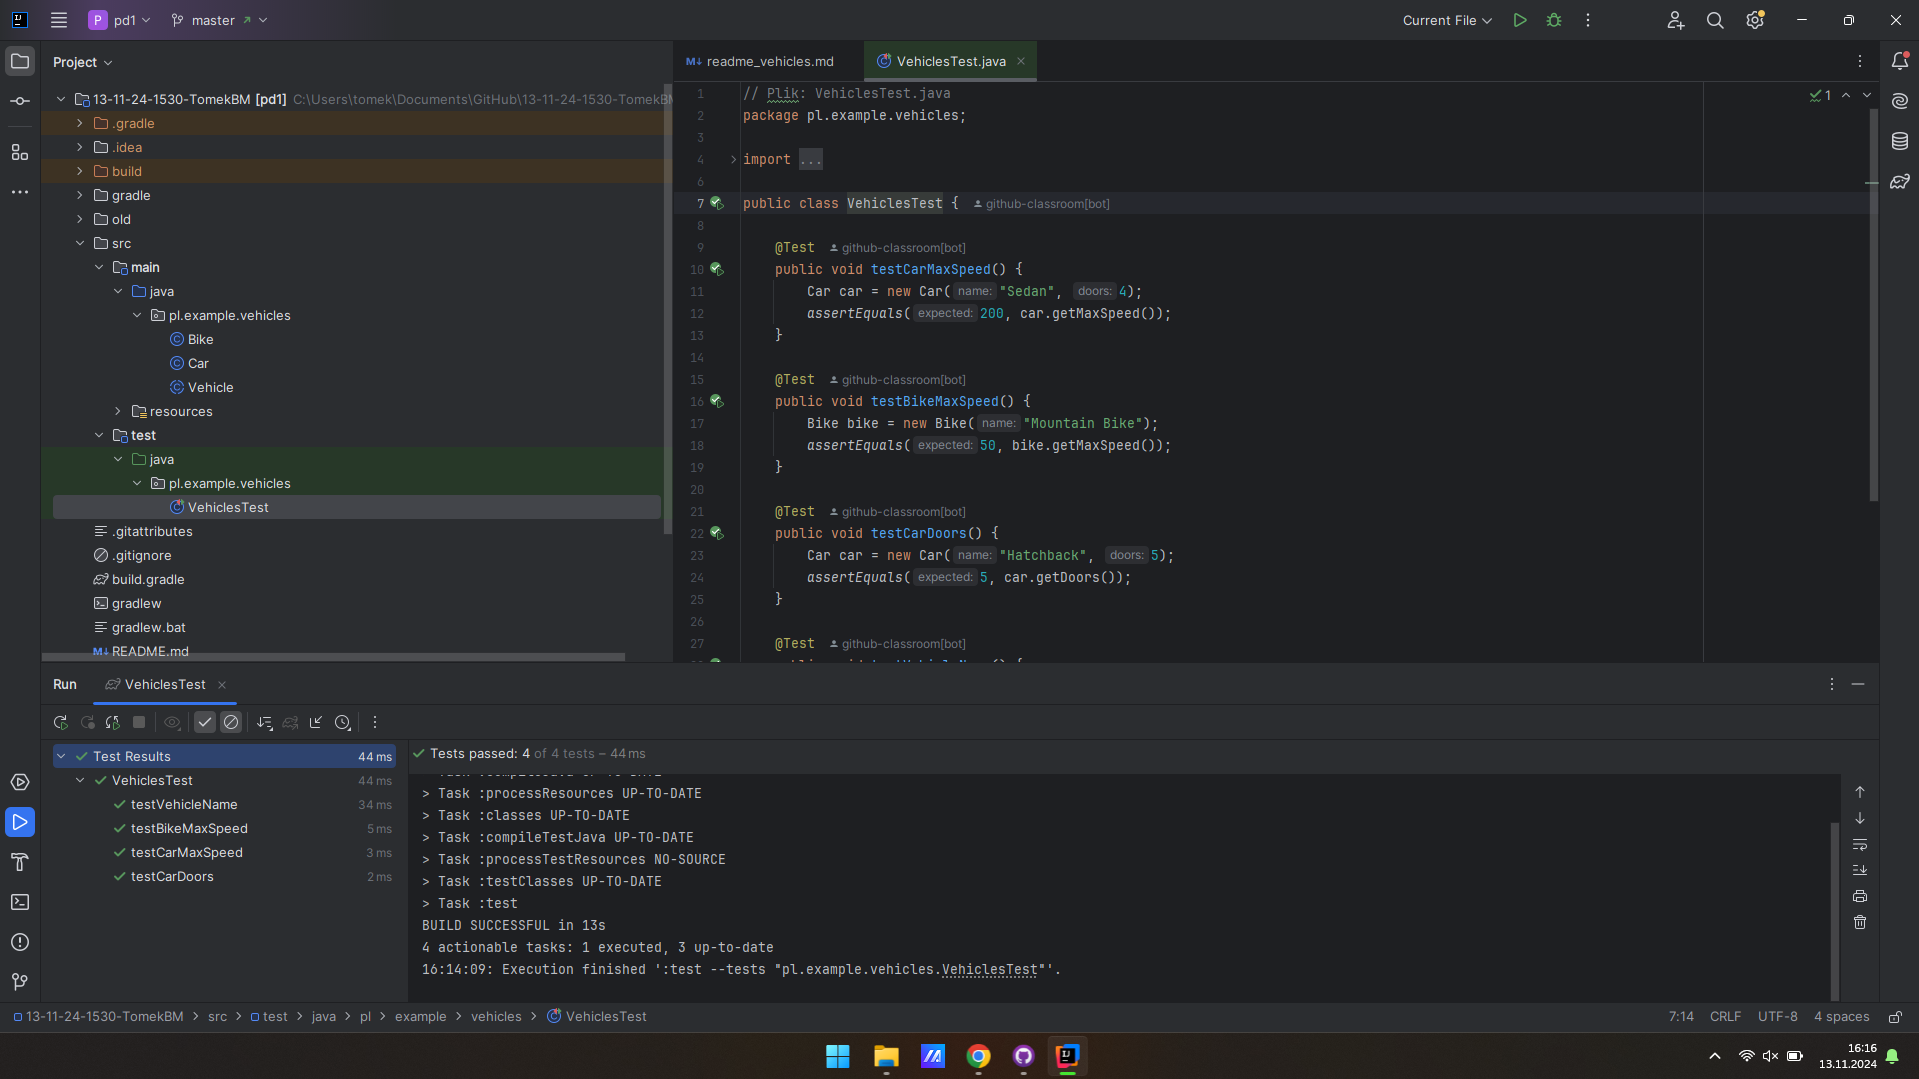 P pd1 master Current File
Project
13-11-24-1530-TomekBM [pd1] C:\Users\tomek\Documents\GitHub\13-11-24-1530-TomekBM
.gradle
.idea
build
gradle
old
src
main
java
pl.example.vehicles
Bike
Car
Vehicle
resources
test
java
pl.example.vehicles
VehiclesTest
.gitattributes
.gitignore
build.gradle
gradlew
gradlew.bat
README.md
readme_vehicles.md VehiclesTest.java
1 // Plik: VehiclesTest.java
2 package pl.example.vehicles;
3
4 import ...
6
7 public class VehiclesTest { github-classroom[bot]
8
9 @Test github-classroom[bot]
10 public void testCarMaxSpeed() {
11 Car car = new Car( name: "Sedan", doors: 4);
12 assertEquals( expected: 200, car.getMaxSpeed());
13 }
14
15 @Test github-classroom[bot]
16 public void testBikeMaxSpeed() {
17 Bike bike = new Bike( name: "Mountain Bike");
18 assertEquals( expected: 50, bike.getMaxSpeed());
19 }
20
21 @Test github-classroom[bot]
22 public void testCarDoors() {
23 Car car = new Car( name: "Hatchback", doors: 5);
24 assertEquals( expected: 5, car.getDoors());
25 }
26
27 @Test github-classroom[bot]
1
Run VehiclesTest
Test Results 44 ms
VehiclesTest 44 ms
testVehicleName 34 ms
testBikeMaxSpeed 5 ms
testCarMaxSpeed 3 ms
testCarDoors 2 ms
Tests passed: 4 of 4 tests – 44 ms
> Task :processResources UP-TO-DATE
> Task :classes UP-TO-DATE
> Task :compileTestJava UP-TO-DATE
> Task :processTestResources NO-SOURCE
> Task :testClasses UP-TO-DATE
> Task :test
BUILD SUCCESSFUL in 13s
4 actionable tasks: 1 executed, 3 up-to-date
16:14:09: Execution finished ':test --tests "pl.example.vehicles.VehiclesTest"'.
13-11-24-1530-TomekBM > src > test > java > pl > example > vehicles > VehiclesTest 7:14 CRLF UTF-8 4 spaces
16:16
13.11.2024